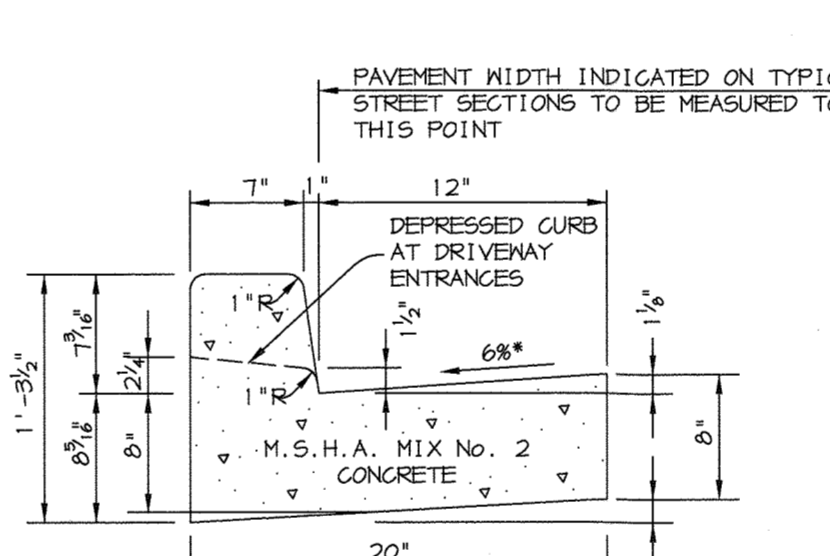 PAVEMENT WIDTH INDICATED ON
STREET SECTIONS TO BE MEASURED
THIS POINT
7" 1" 12"
DEPRESSED CURB
AT DRIVEWAY
ENTRANCES
1" R
1½"
1⅛"
6%*
7 3/16"
2¼"
1'-3½"
1" R
8 5/16"
8"
8"
M.S.H.A. MIX No. 2
CONCRETE
20"